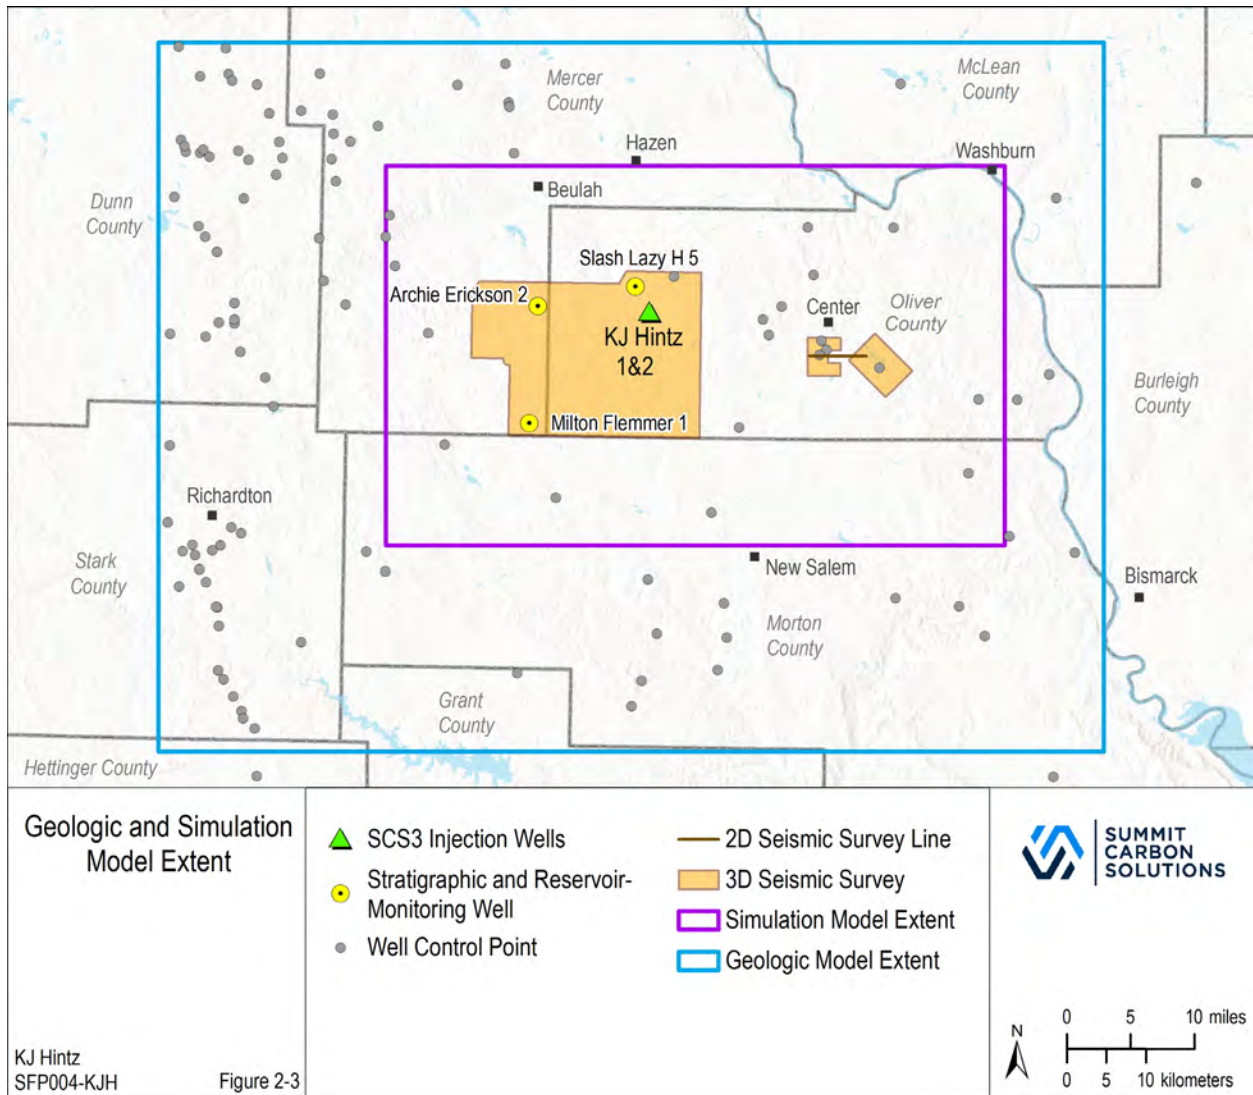 Mercer
County
McLean
County
Hazen
Washburn
Beulah
Dunn
County
Slash Lazy H 5
Archie Erickson 2
Center
Oliver
County
KJ Hintz
1&2
Burleigh
County
Milton Flemmer 1
Richardton
Stark
County
New Salem
Bismarck
Morton
County
Grant
County
Hettinger County
Geologic and Simulation
Model Extent
KJ Hintz
SFP004-KJH
Figure 2-3
SCS3 Injection Wells
Stratigraphic and Reservoir-
Monitoring Well
Well Control Point
2D Seismic Survey Line
3D Seismic Survey
Simulation Model Extent
Geologic Model Extent
SUMMIT
CARBON
SOLUTIONS
N
0 5 10 miles
0 5 10 kilometers